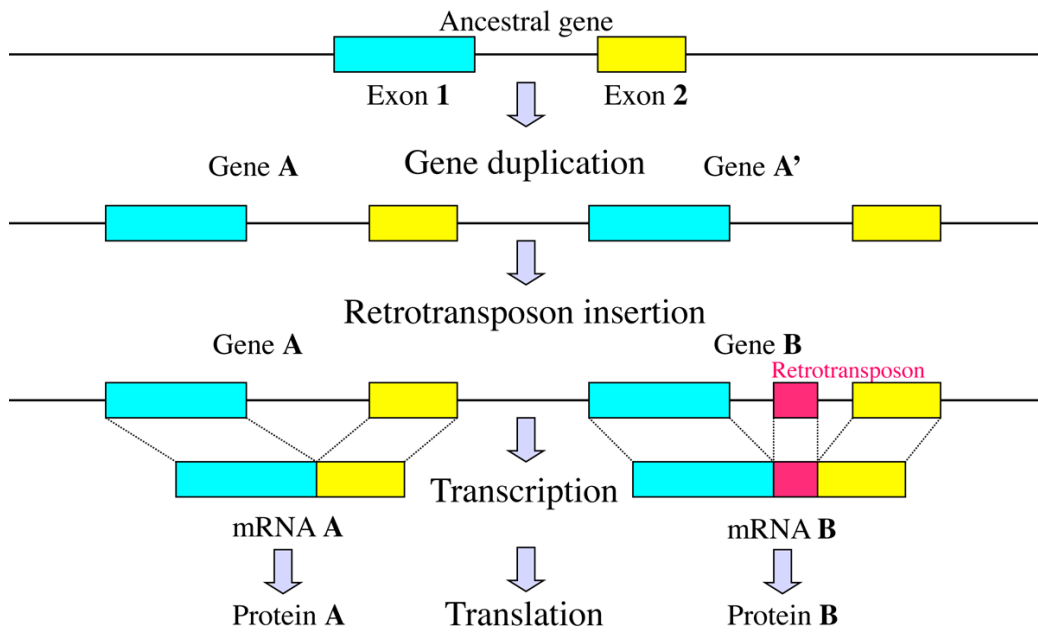 Ancestral gene
Exon 1
Exon 2
Gene duplication
Gene A
Gene A’
Retrotransposon insertion
Gene A
Gene B
Retrotransposon
Transcription
mRNA A
mRNA B
Protein A
Translation
Protein B